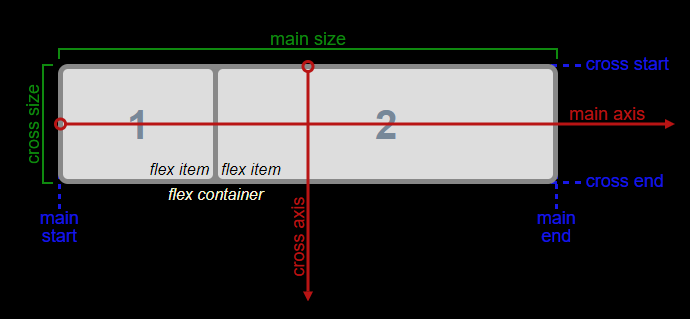 main size
cross start
cross size
1
2
main axis
flex item
flex item
cross end
flex container
cross axis
main
start
main
end